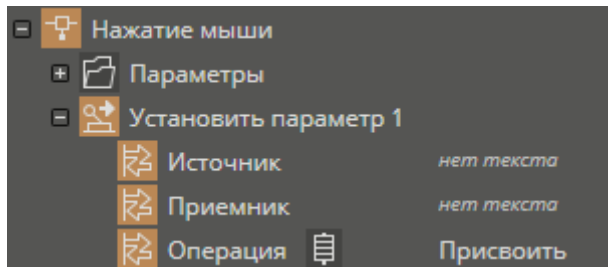 Нажатие мыши
Параметры
Установить параметр 1
Источник нет текста
Приемник нет текста
Операция Присвоить